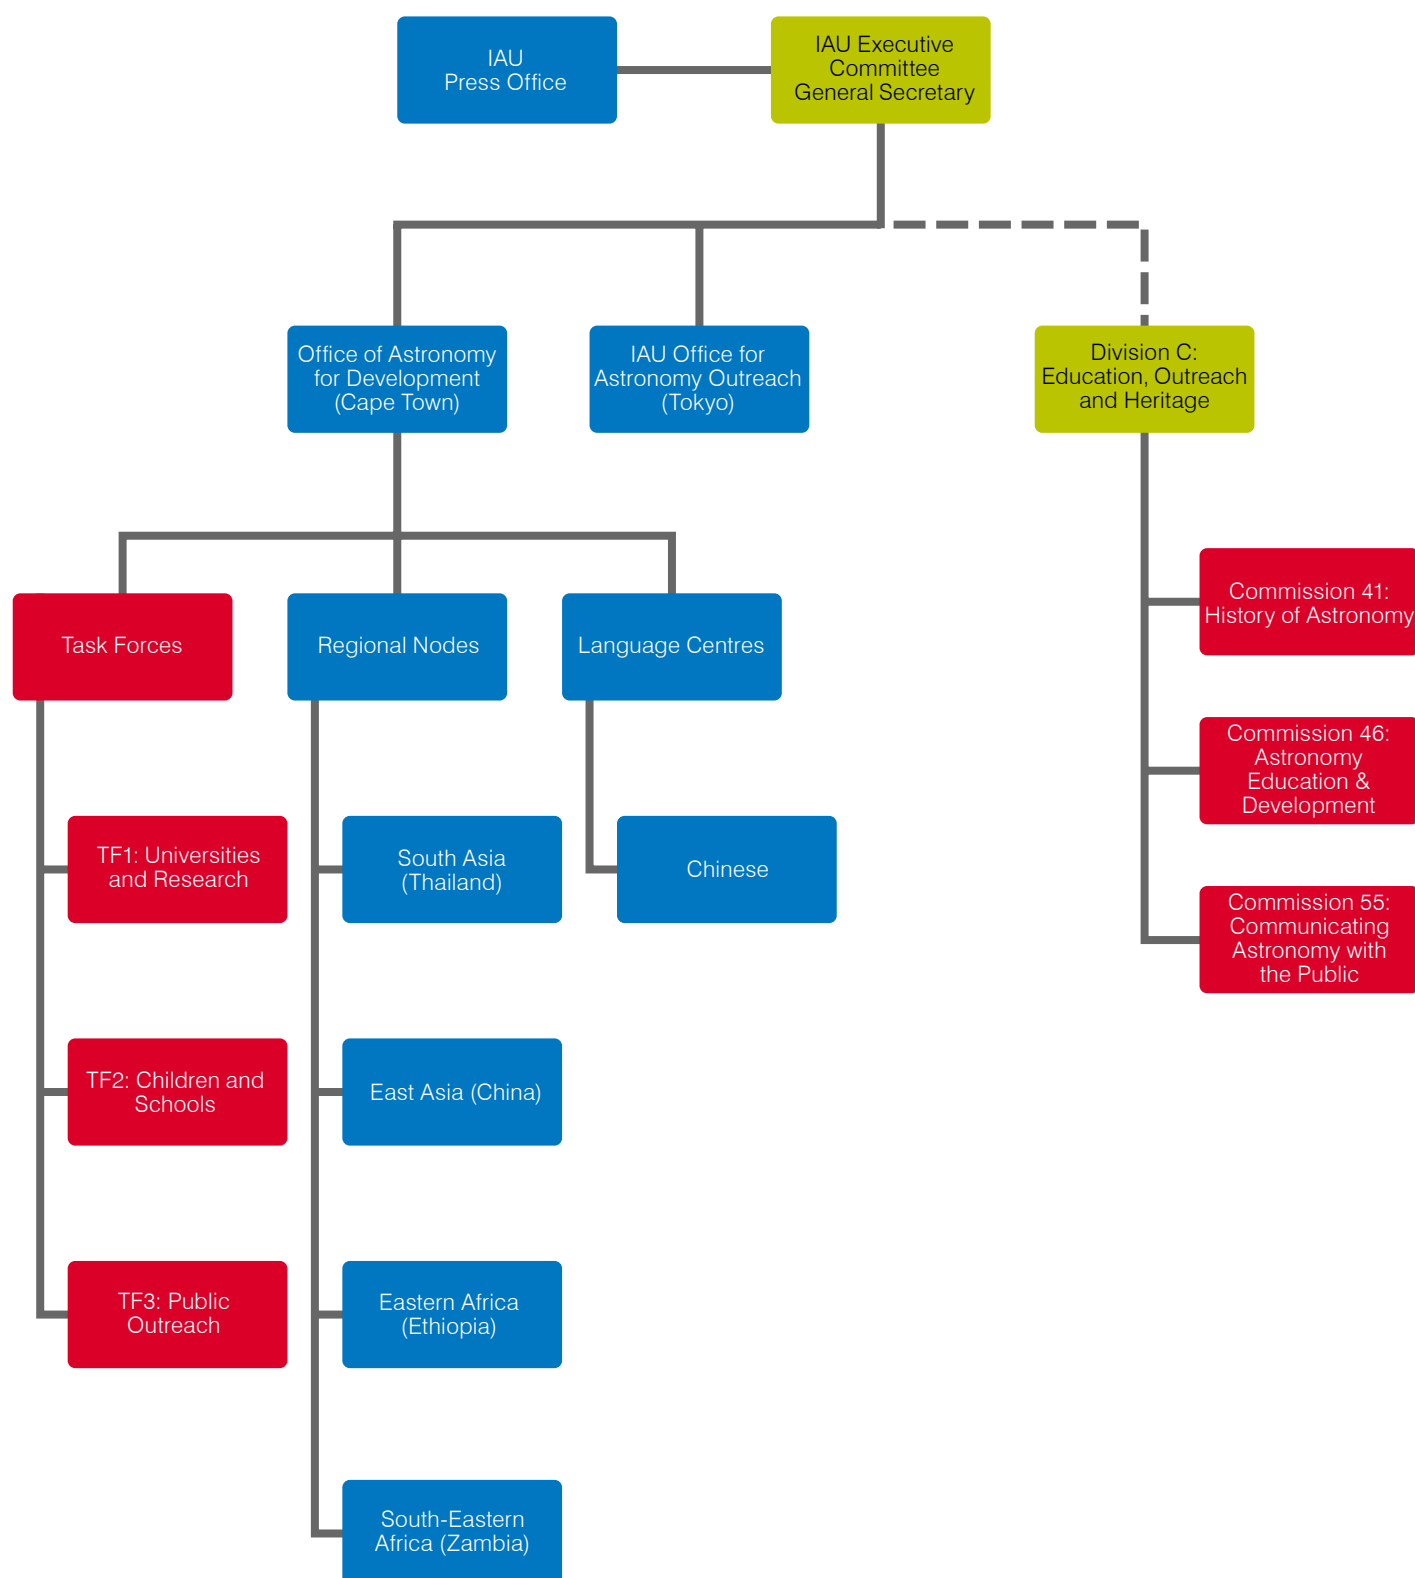 IAU
Press Office
IAU Executive
Committee
General Secretary
Office of Astronomy
for Development
(Cape Town)
IAU Office for
Astronomy Outreach
(Tokyo)
Division C:
Education, Outreach
and Heritage
Task Forces
Regional Nodes
Language Centres
Commission 41:
History of Astronomy
Commission 46:
Astronomy
Education &
Development
Commission 55:
Communicating
Astronomy with
the Public
TF1: Universities
and Research
South Asia
(Thailand)
Chinese
TF2: Children and
Schools
East Asia (China)
TF3: Public
Outreach
Eastern Africa
(Ethiopia)
South-Eastern
Africa (Zambia)